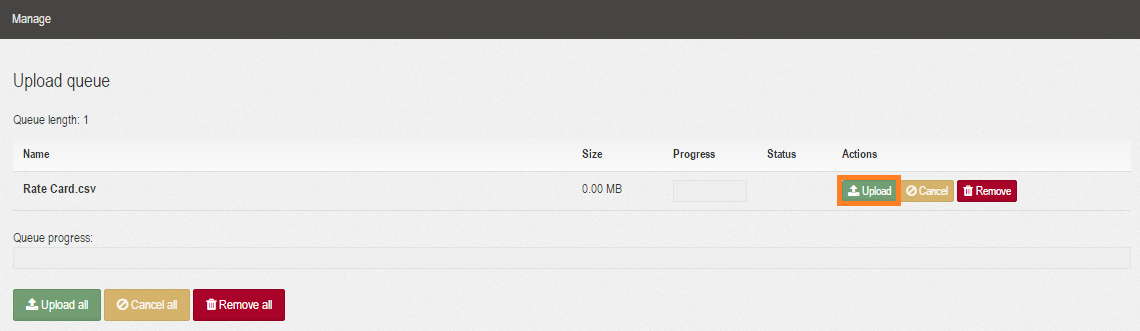 Manage
Upload queue
Queue length: 1
Name Size Progress Status Actions
Rate Card.csv 0.00 MB Upload Cancel Remove
Queue progress:
Upload all Cancel all Remove all